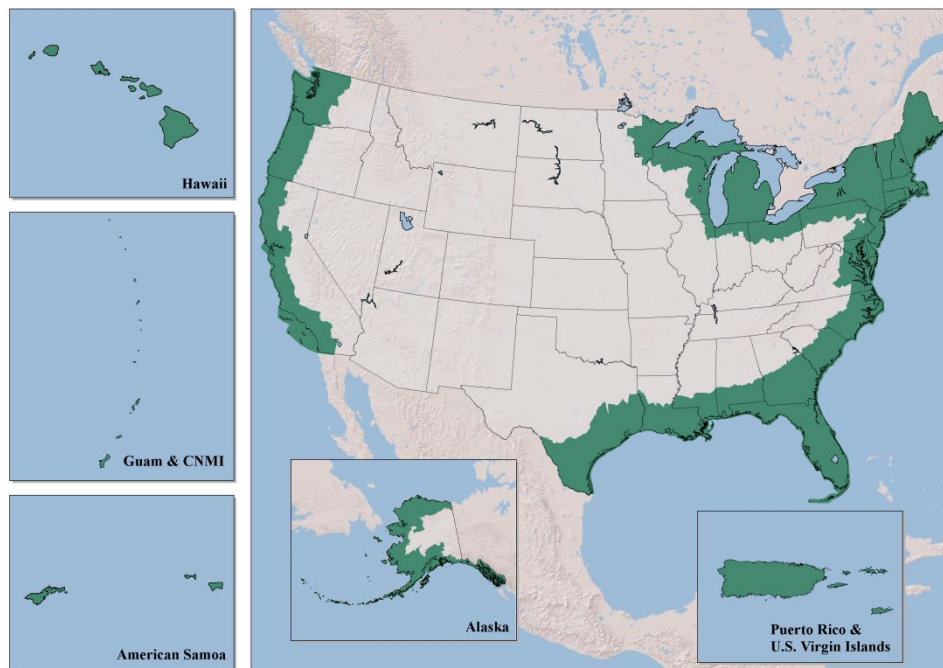 Hawaii
Guam & CNMI
American Samoa
Alaska
Puerto Rico &
U.S. Virgin Islands